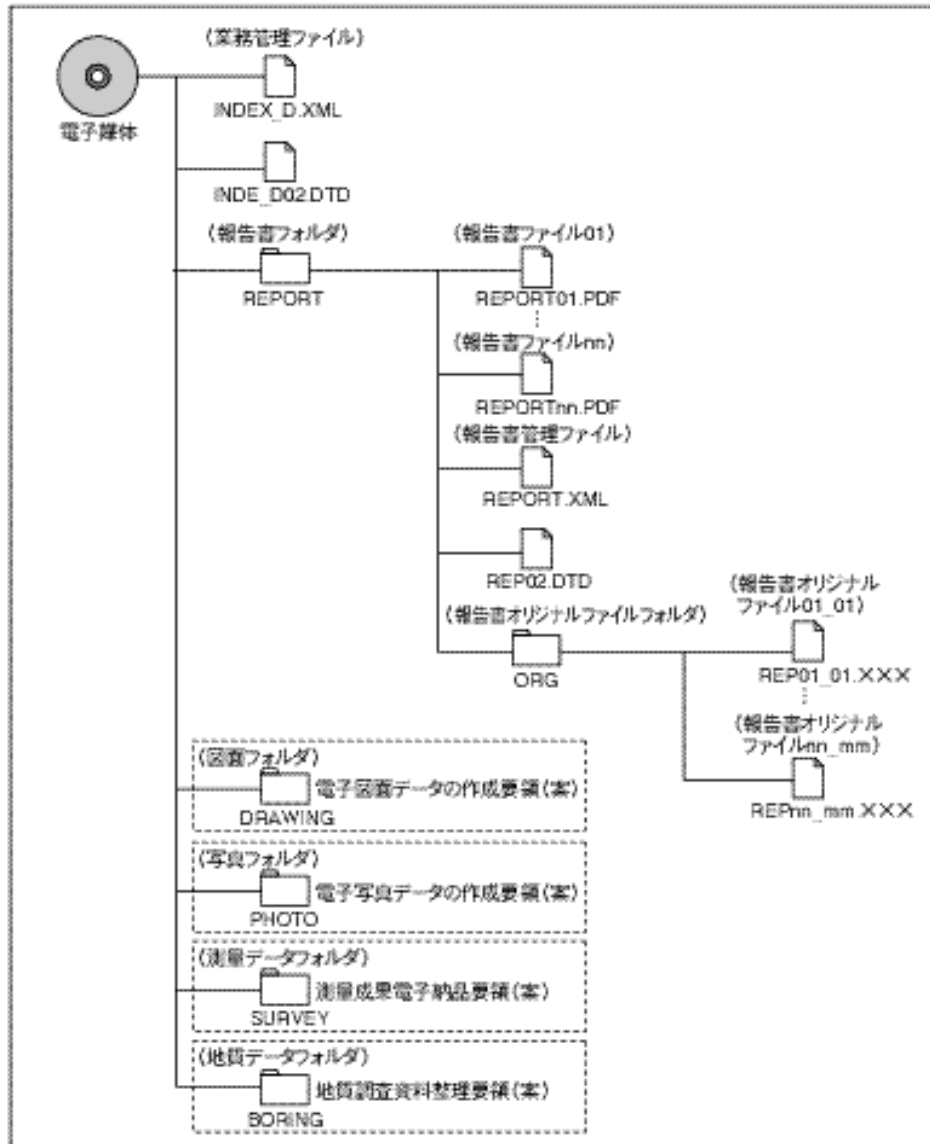 (業務管理ファイル)
INDEX_D.XML
電子媒体
INDE_D02.DTD
(報告書フォルダ)
REPORT
(報告書ファイル01)
REPORT01.PDF
(報告書ファイルnn)
REPORTnn.PDF
(報告書管理ファイル)
REPORT.XML
REP02.DTD
(報告書オリジナルファイルフォルダ)
ORG
(報告書オリジナル
ファイル01_01)
REP01_01.XXX
(報告書オリジナル
ファイルnn_mm)
REPnn_mm.XXX
(図面フォルダ)
電子図面データの作成要領(案)
DRAWING
(写真フォルダ)
電子写真データの作成要領(案)
PHOTO
(測量データフォルダ)
測量成果電子納品要領(案)
SURVEY
(地質データフォルダ)
地質調査資料整理要領(案)
BORING